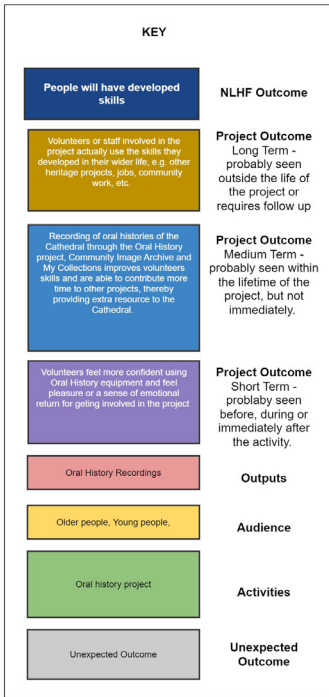 KEY
People will have developed
skills
NLHF Outcome
Volunteers or staff involved in the
project actually use the skills they
developed in their wider life, e.g. other
heritage projects, jobs, community
work, etc.
Project Outcome
Long Term -
probably seen
outside the life of
the project or
requires follow up
Recording of oral histories of the
Cathedral through the Oral History
project, Community Image Archive and
My Collections improves volunteers
skills and are able to contribute more
time to other projects, thereby
providing extra resource to the
Cathedral.
Project Outcome
Medium Term -
probably seen within
the lifetime of the
project, but not
immediately.
Volunteers feel more confident using
Oral History equipment and feel
pleasure or a sense of emotional
return for geting involved in the project
Project Outcome
Short Term -
problaby seen
before, during or
immediately after
the activity.
Oral History Recordings
Outputs
Older people, Young people,
Audience
Oral history project
Activities
Unexpected Outcome
Unexpected
Outcome